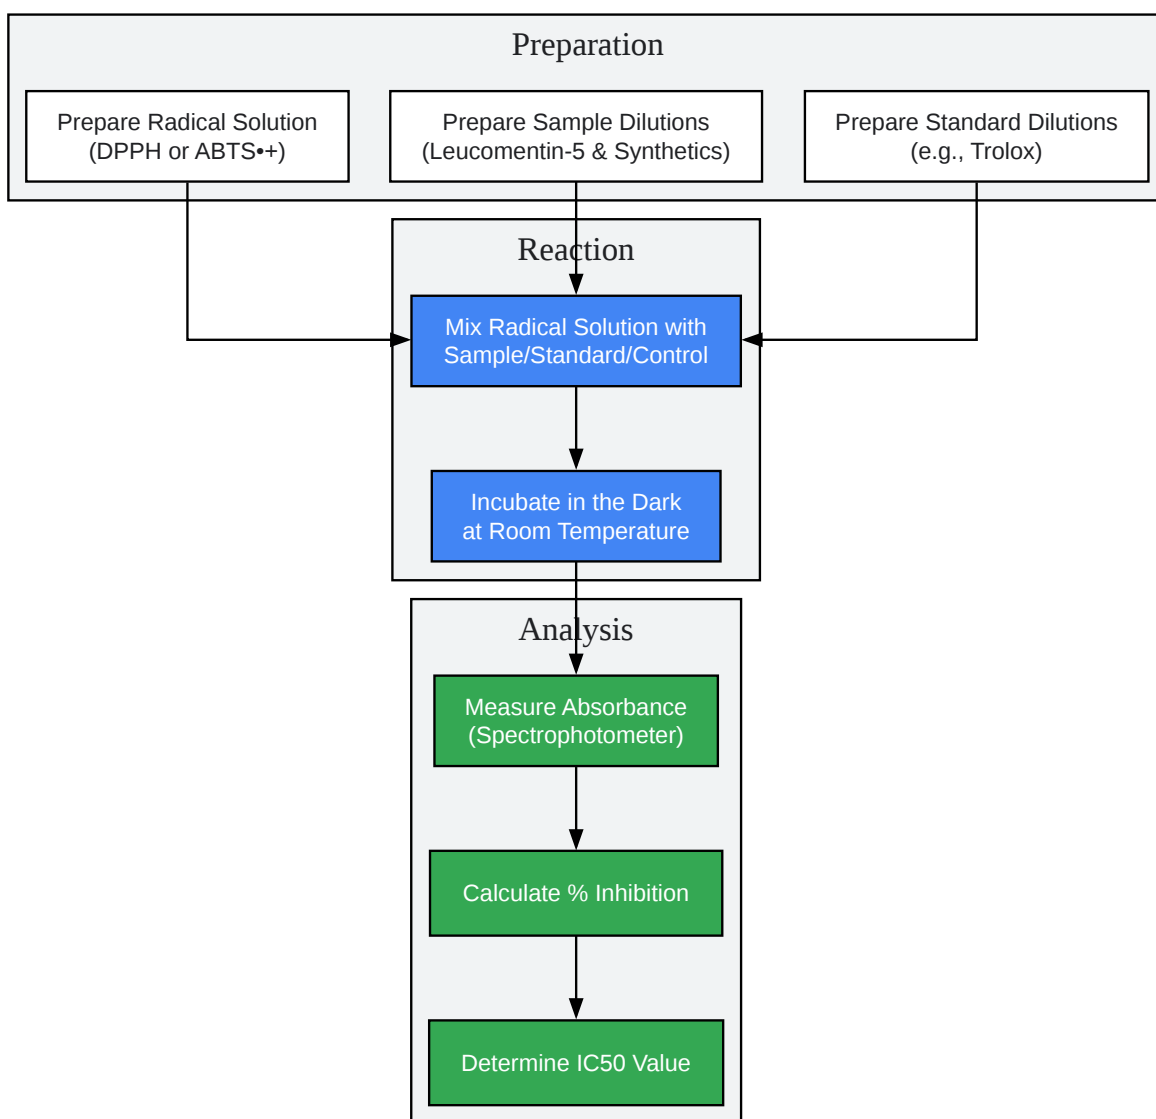 Preparation
Prepare Radical Solution
(DPPH or ABTS•+)
Prepare Sample Dilutions
(Leucomentin-5 & Synthetics)
Prepare Standard Dilutions
(e.g., Trolox)
Reaction
Mix Radical Solution with
Sample/Standard/Control
Incubate in the Dark
at Room Temperature
Analysis
Measure Absorbance
(Spectrophotometer)
Calculate % Inhibition
Determine IC50 Value